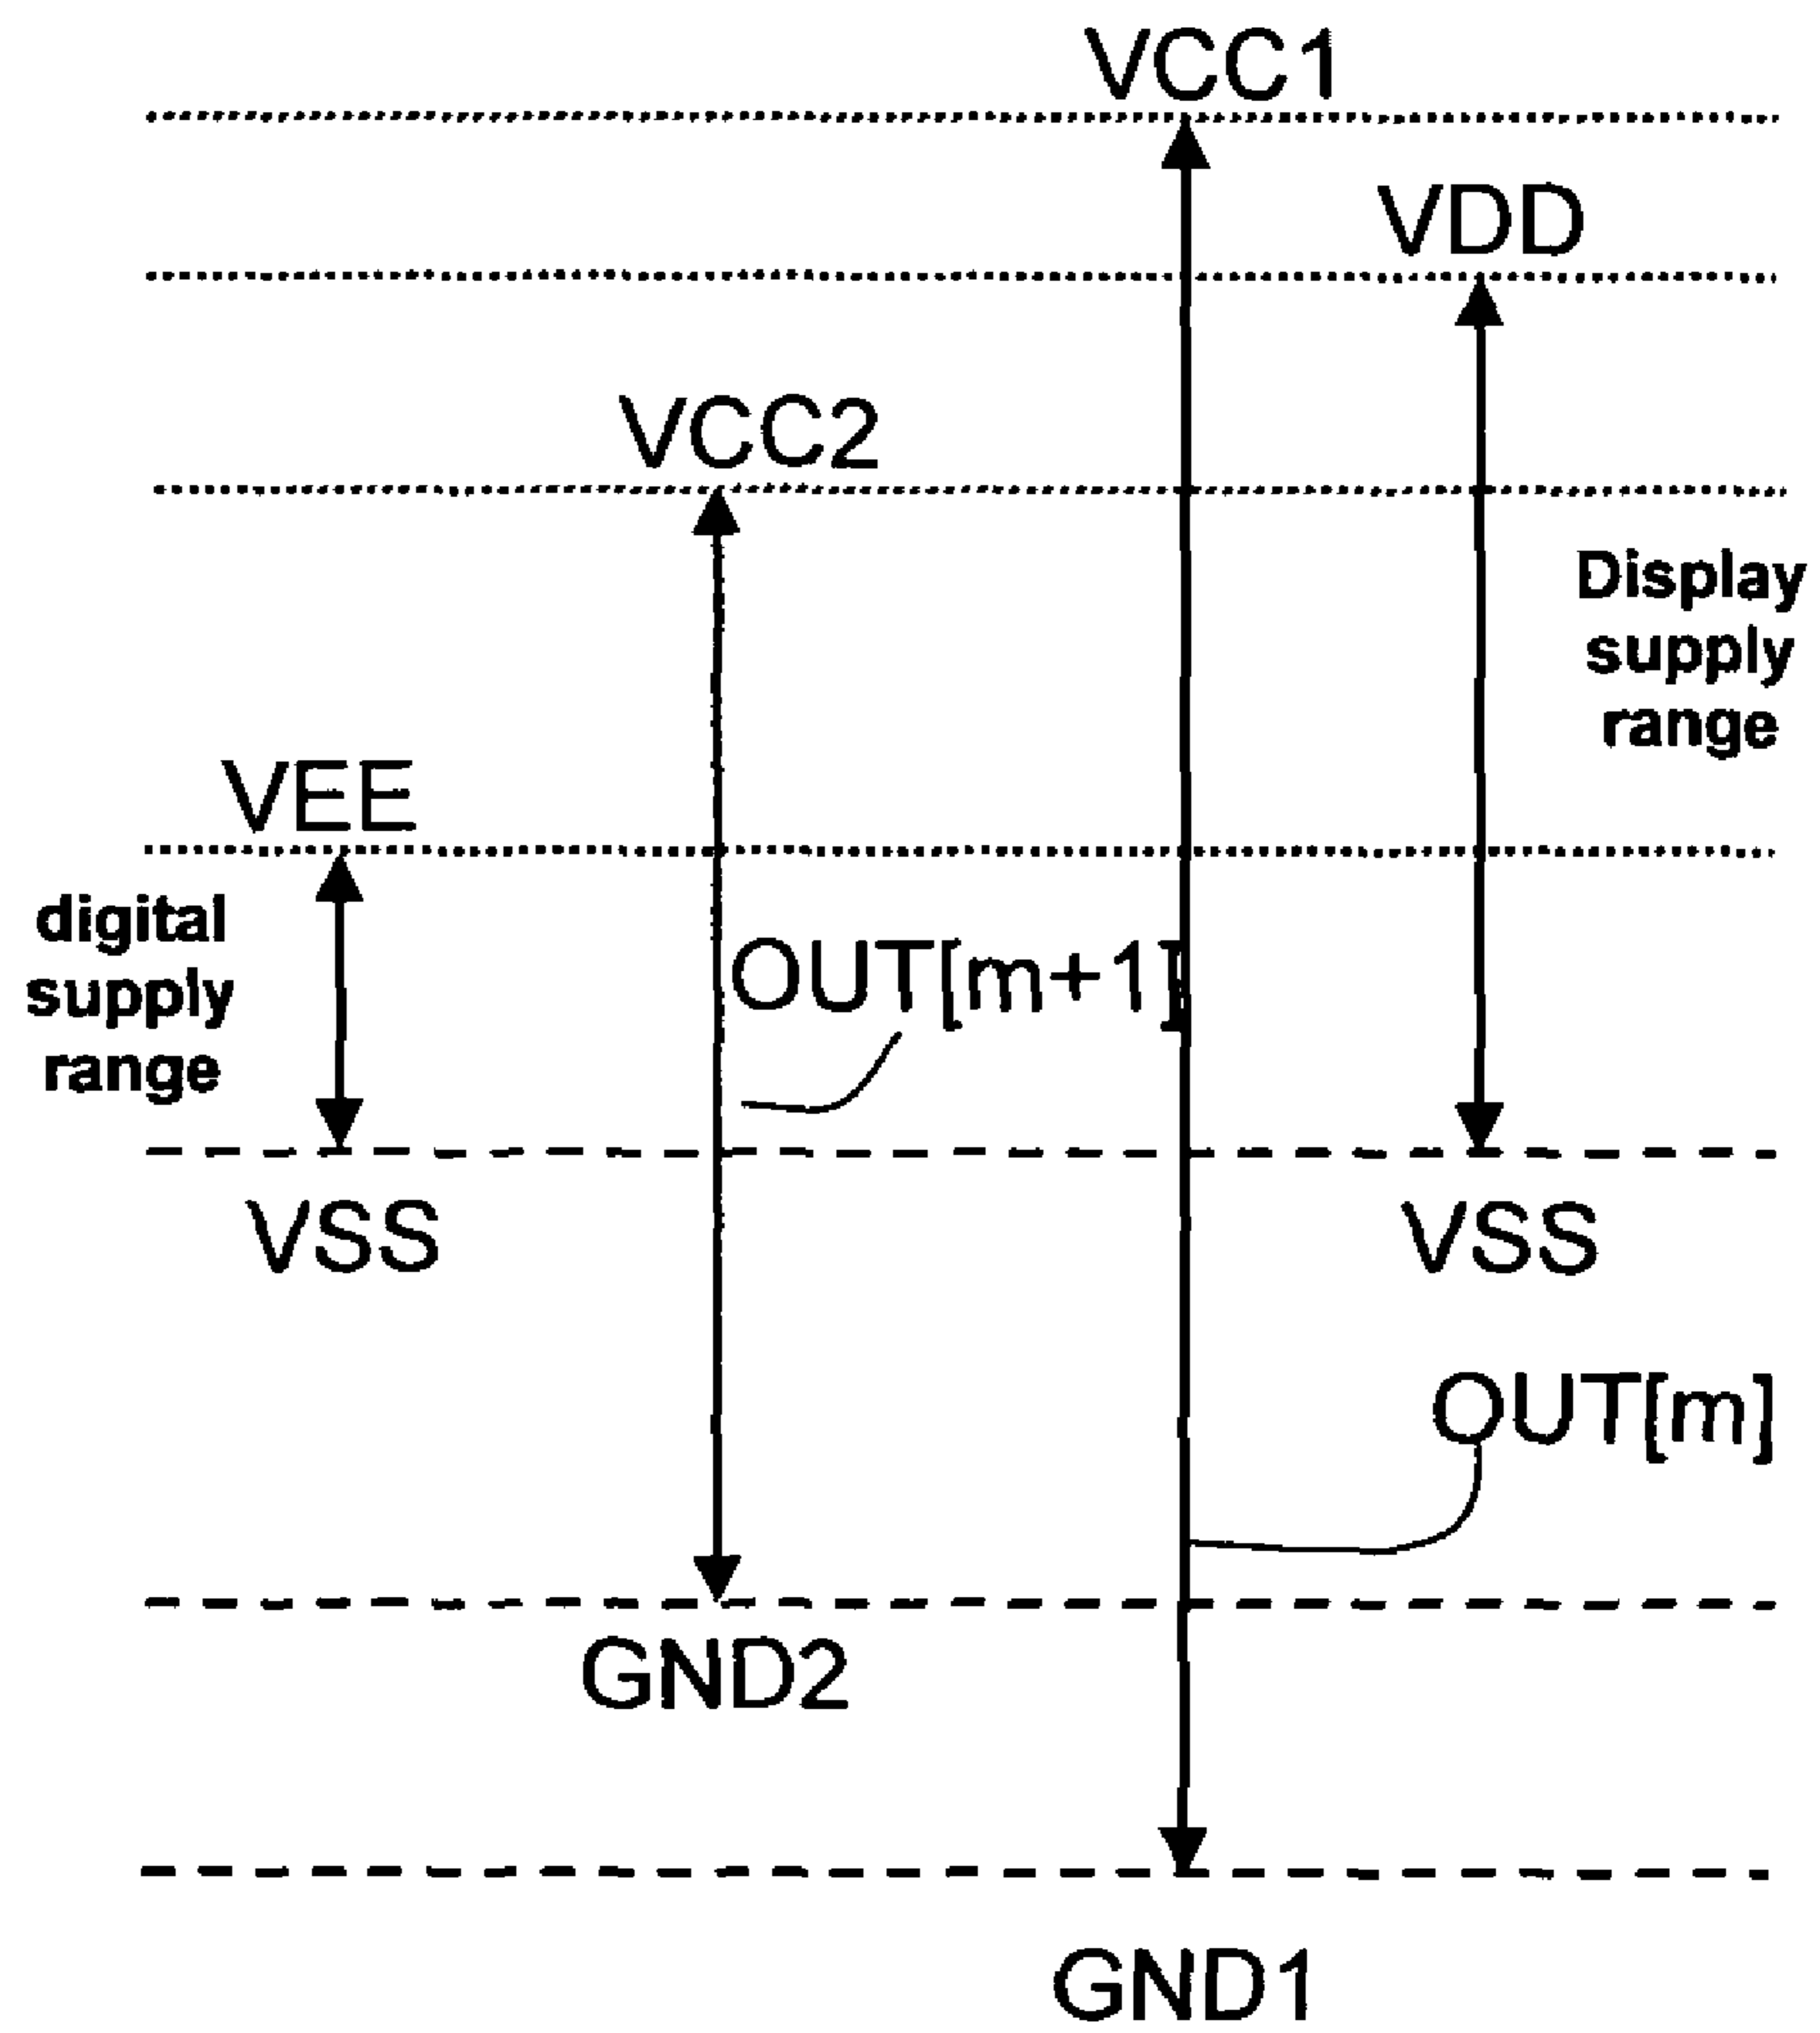 VCC1
VDD
VCC2
Display
supply
range
VEE
digital
supply
range
OUT[m+1]
VSS
VSS
OUT[m]
GND2
GND1